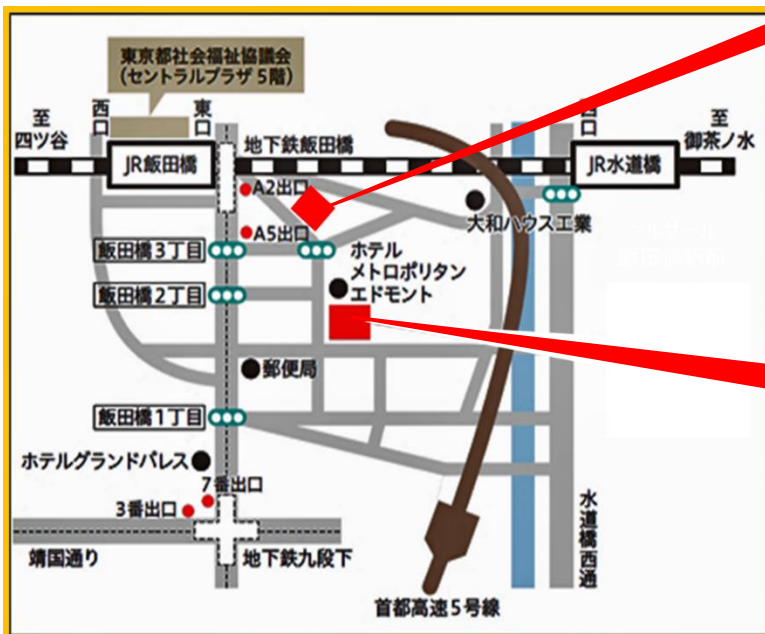 東京都社会福祉協議会
（セントラルプラザ 5階）
西口
東口
西口
至
四ツ谷
至
御茶ノ水
地下鉄飯田橋
JR飯田橋
JR水道橋
A2出口
大和ハウス工業
A5出口
飯田橋3丁目
ホテル
メトロポリタン
エドモント
飯田橋2丁目
郵便局
飯田橋1丁目
ホテルグランドパレス
7番出口
3番出口
水道橋西通
靖国通り
地下鉄九段下
首都高速5号線